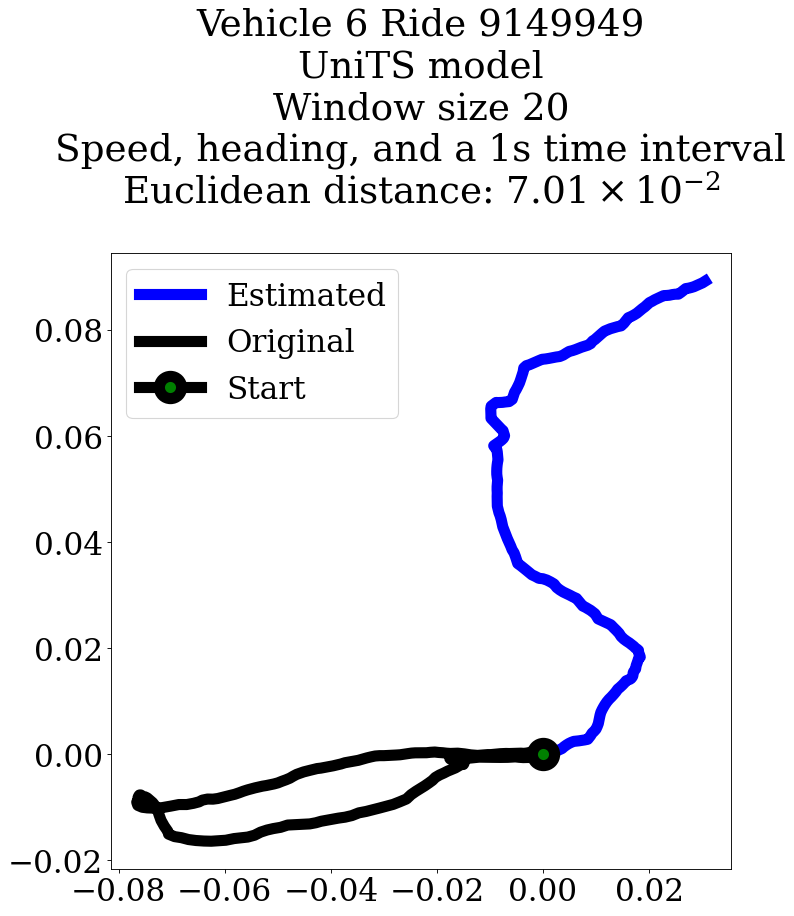 Vehicle 6 Ride 9149949
UniTS model
Window size 20
Speed, heading, and a 1s time interval
Euclidean distance: 7.01 × 10⁻²
Estimated
Original
Start
0.08
0.06
0.04
0.02
0.00
−0.02
−0.08 −0.06 −0.04 −0.02 0.00 0.02